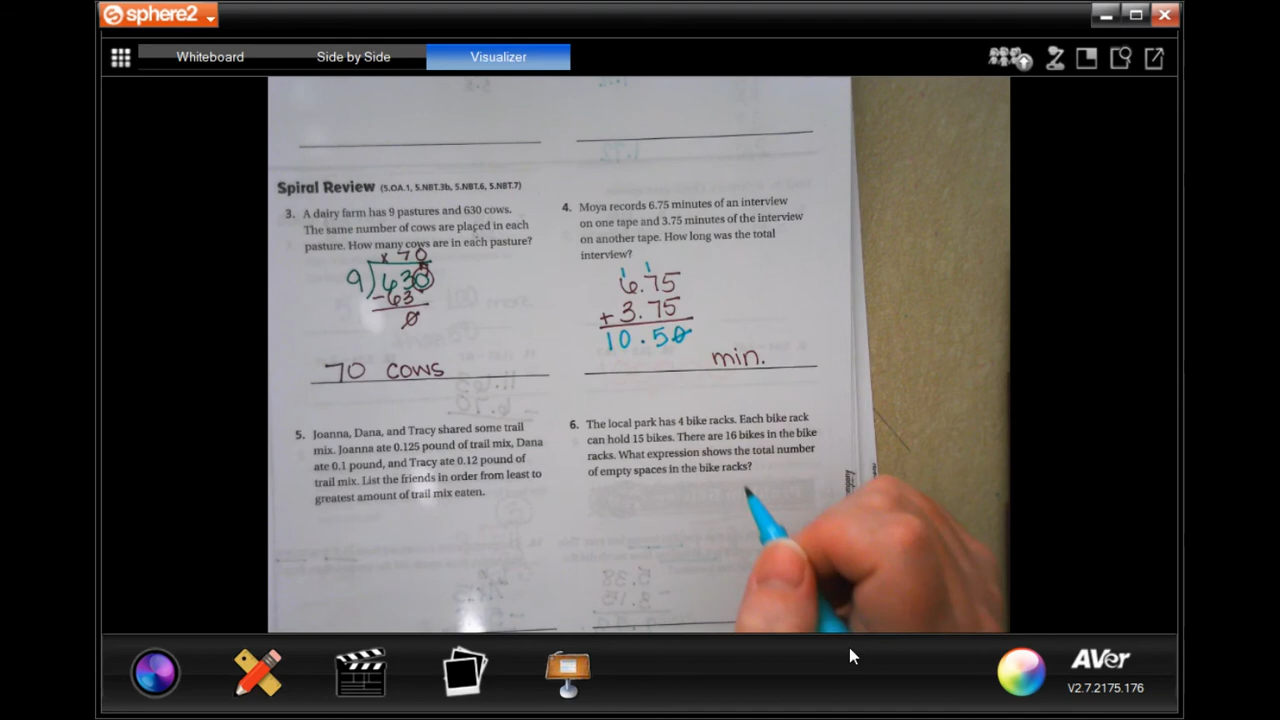 sphere2
Whiteboard
Side by Side
Visualizer
Spiral Review (5.OA.1, 5.NBT.3b, 5.NBT.6, 5.NBT.7)
3. A dairy farm has 9 pastures and 630 cows.
The same number of cows are placed in each
pasture. How many cows are in each pasture?
x 70
9)630
-63
0
70 cows
4. Moya records 6.75 minutes of an interview
on one tape and 3.75 minutes of the interview
on another tape. How long was the total
interview?
1 1
6.75
+ 3.75
10.50
min.
5. Joanna, Dana, and Tracy shared some trail
mix. Joanna ate 0.125 pound of trail mix, Dana
ate 0.1 pound, and Tracy ate 0.12 pound of
trail mix. List the friends in order from least to
greatest amount of trail mix eaten.
6. The local park has 4 bike racks. Each bike rack
can hold 15 bikes. There are 16 bikes in the bike
racks. What expression shows the total number
of empty spaces in the bike racks?
AVer
V2.7.2175.176